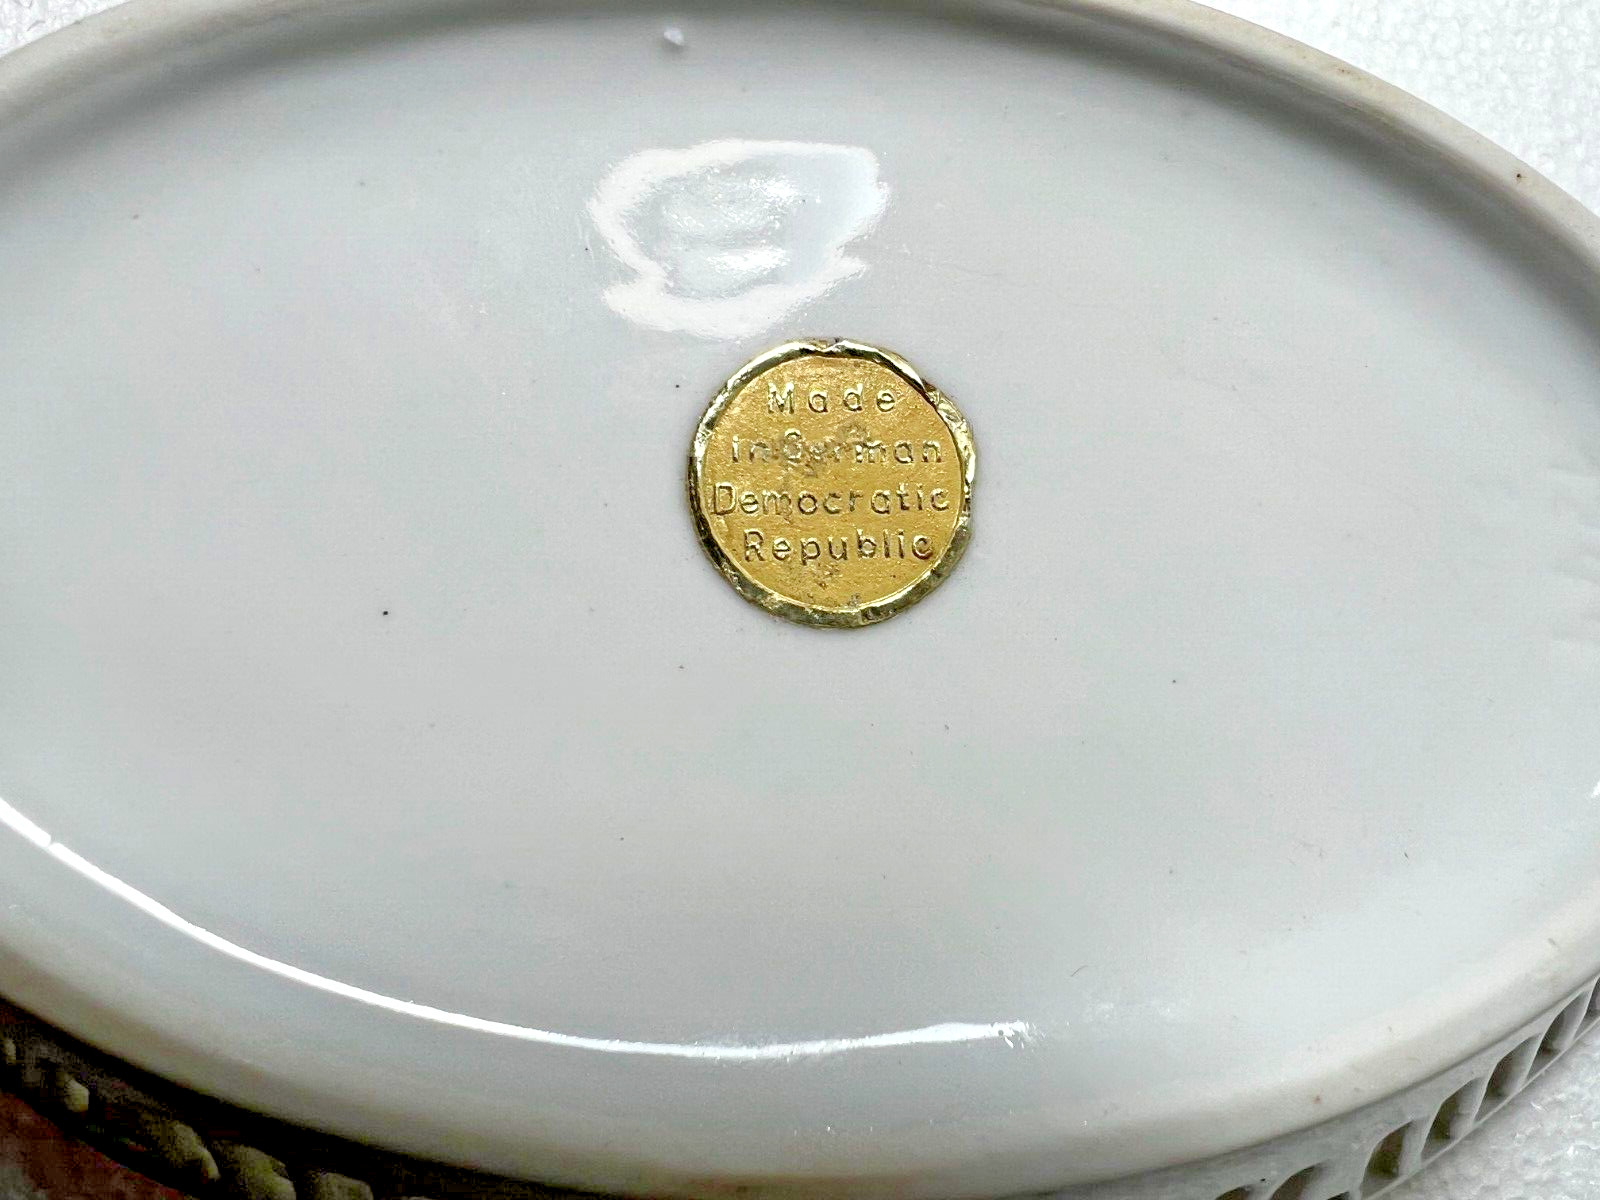 Made
in German
Democratic
Republic